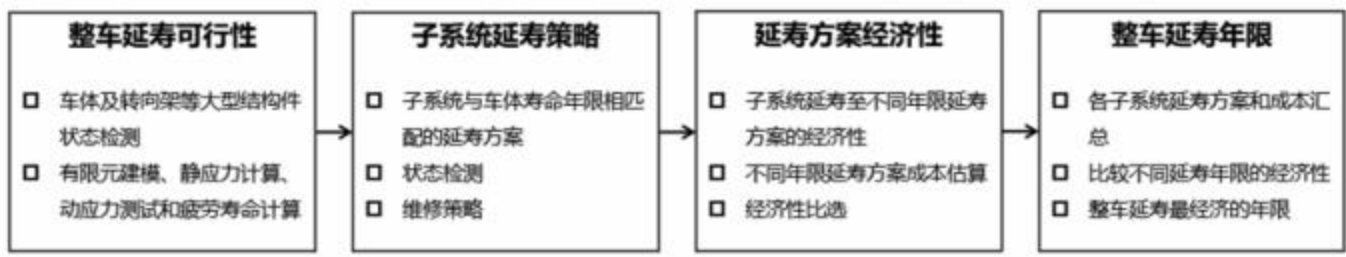 整车延寿可行性
车体及转向架等大型结构件
状态检测
有限元建模、静应力计算、
动应力测试和疲劳寿命计算
子系统延寿策略
子系统与车体寿命年限相匹
配的延寿方案
状态检测
维修策略
延寿方案经济性
子系统延寿至不同年限延寿
方案的经济性
不同年限延寿方案成本估算
经济性比选
整车延寿年限
各子系统延寿方案和成本汇
总
比较不同延寿年限的经济性
整车延寿最经济的年限